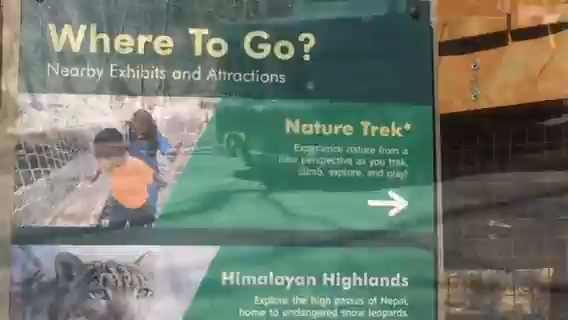 Where To Go?
Nearby Exhibits and Attractions
Nature Trek*
Experience nature from a
new perspective as you trek,
climb, explore, and play!
Himalayan Highlands
Explore the high passes of Nepal,
home to endangered snow leopards